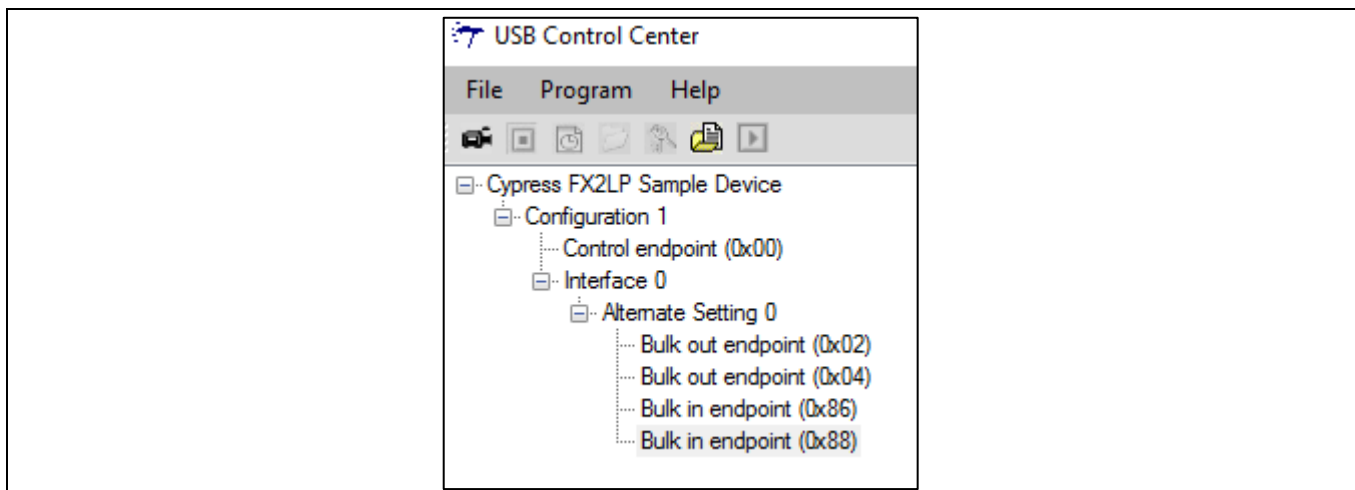 USB Control Center
File Program Help
Cypress FX2LP Sample Device
Configuration 1
Control endpoint (0x00)
Interface 0
Alternate Setting 0
Bulk out endpoint (0x02)
Bulk out endpoint (0x04)
Bulk in endpoint (0x86)
Bulk in endpoint (0x88)